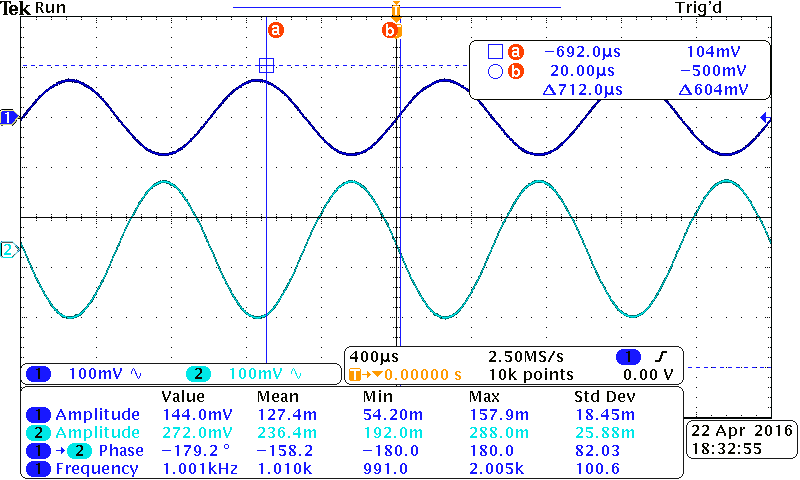 Tek Run Trig'd
T
a b
a −692.0µs 104mV
b 20.00µs −500mV
Δ712.0µs Δ604mV
1
2
1 100mV ∿ 2 100mV ∿
400µs 2.50MS/s 1
T→▼0.00000 s 10k points 0.00 V
Value Mean Min Max Std Dev
1 Amplitude 144.0mV 127.4m 54.20m 157.9m 18.45m
2 Amplitude 272.0mV 236.4m 192.0m 288.0m 25.88m
1 → 2 Phase −179.2 ° −158.2 −180.0 180.0 82.03
1 Frequency 1.001kHz 1.010k 991.0 2.005k 100.6
22 Apr 2016
18:32:55